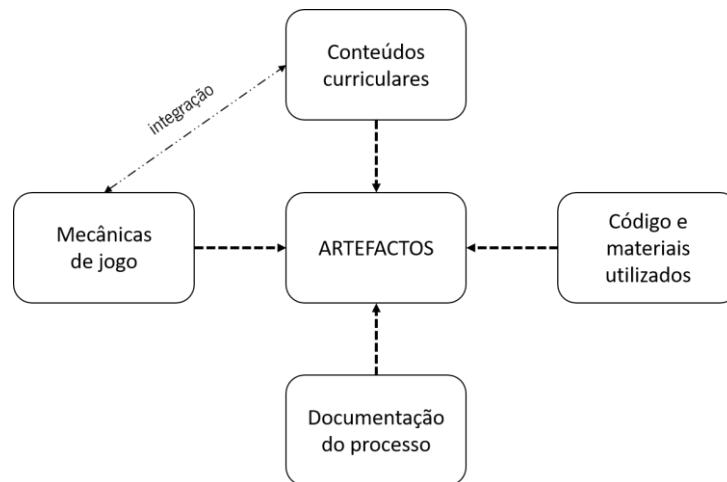 Conteúdos
curriculares
integração
Mecânicas
de jogo
ARTEFACTOS
Código e
materiais
utilizados
Documentação
do processo